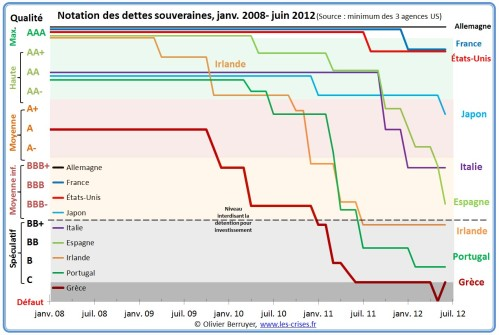 Qualité
Notation des dettes souveraines, janv. 2008- juin 2012 (Source : minimum des 3 agences US)
Max.
AAA
Haute
AA+
AA
AA-
Moyenne
A+
A
A-
Moyenne inf.
BBB+
BBB
BBB-
Spéculatif
BB+
BB
B
C
Défaut
Irlande
Allemagne
France
États-Unis
Japon
Italie
Espagne
Irlande
Portugal
Grèce
Allemagne
France
États-Unis
Japon
Italie
Espagne
Irlande
Portugal
Grèce
Niveau
interdisant la
détention pour
investissement
janv. 08
juil. 08
janv. 09
juil. 09
janv. 10
juil. 10
janv. 11
juil. 11
janv. 12
juil. 12
© Olivier Berruyer, www.les-crises.fr